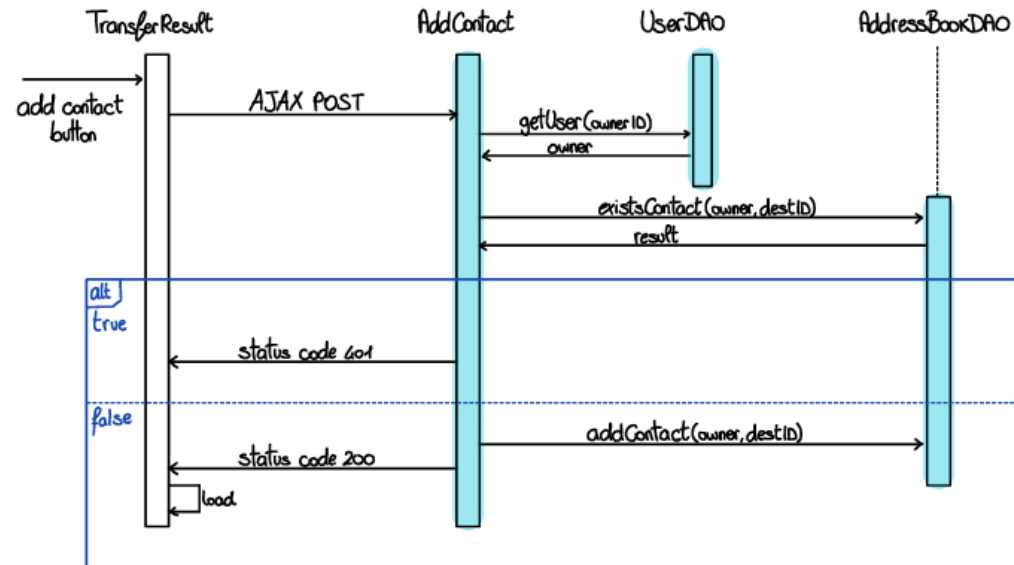 TransferResult
AddContact
UserDAO
AddressBookDAO
add contact
button
AJAX POST
getUser(ownerID)
owner
existsContact(owner, destID)
result
alt
true
status code 401
false
addContact(owner, destID)
status code 200
load